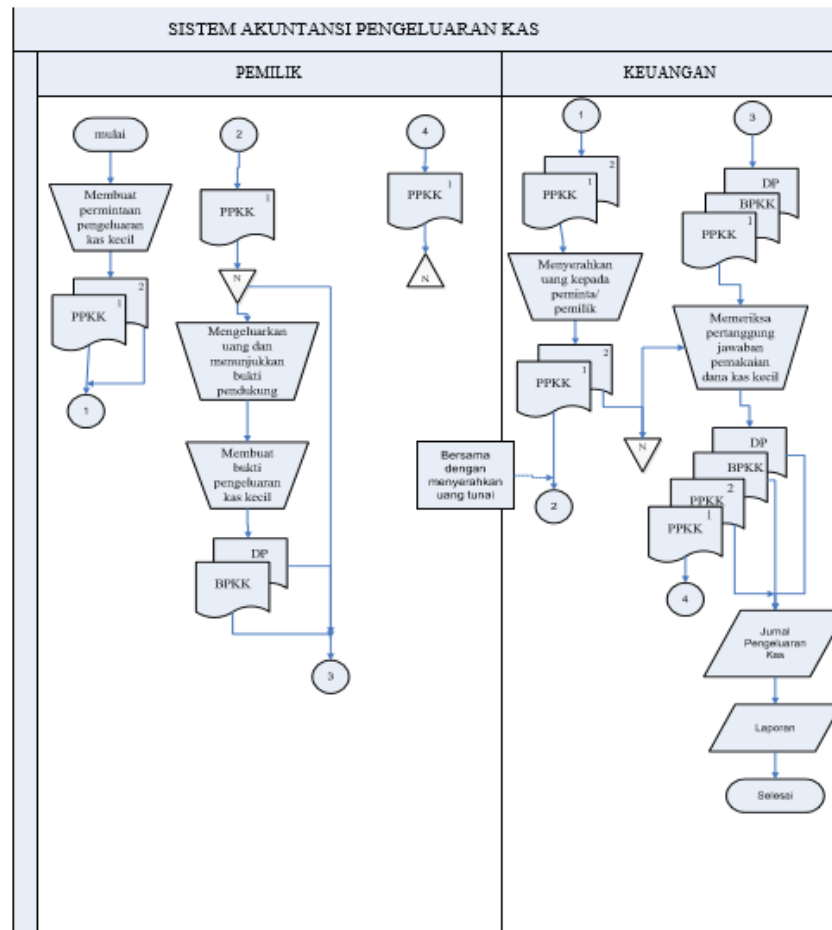 SISTEM AKUNTANSI PENGELUARAN KAS
PEMILIK
KEUANGAN
mulai
Membuat
permintaan
pengeluaran
kas kecil
2
PPKK
1
1
2
1
PPKK
N
Mengeluarkan
uang dan
menunjukkan
bukti
pendukung
Membuat
bukti
pengeluaran
kas kecil
DP
BPKK
3
4
1
PPKK
N
1
2
1
PPKK
Menyerahkan
uang kepada
peminta/
pemilik
2
1
PPKK
N
Bersama
dengan
menyerahkan
uang tunai
2
3
DP
BPKK
1
PPKK
Memeriksa
pertanggung
jawaban
pemakaian
dana kas kecil
DP
BPKK
2
PPKK
1
PPKK
4
Jurnal
Pengeluaran
Kas
Laporan
Selesai